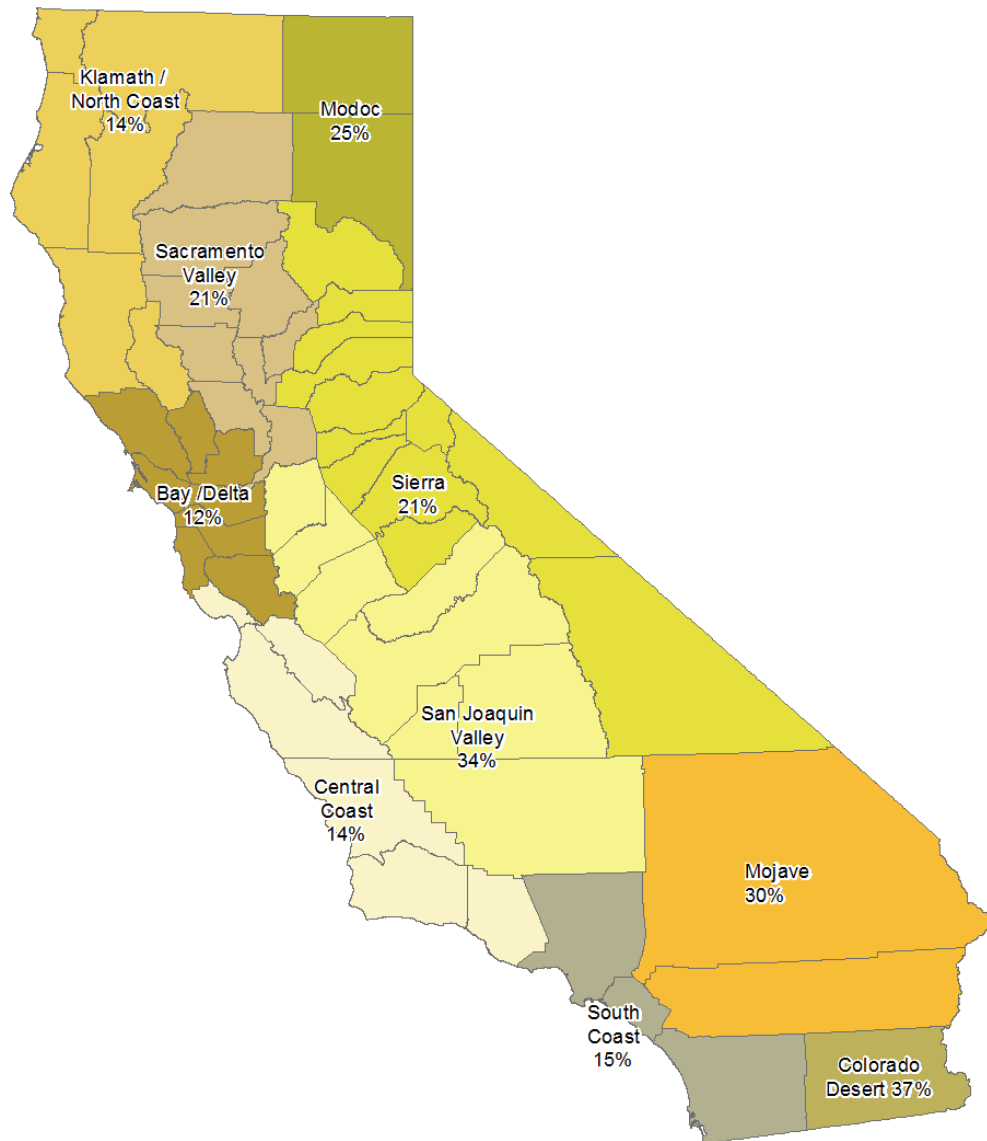 Klamath /
North Coast
14%
Modoc
25%
Sacramento
Valley
21%
Sierra
21%
Bay /Delta
12%
San Joaquin
Valley
34%
Central
Coast
14%
Mojave
30%
South
Coast
15%
Colorado
Desert 37%